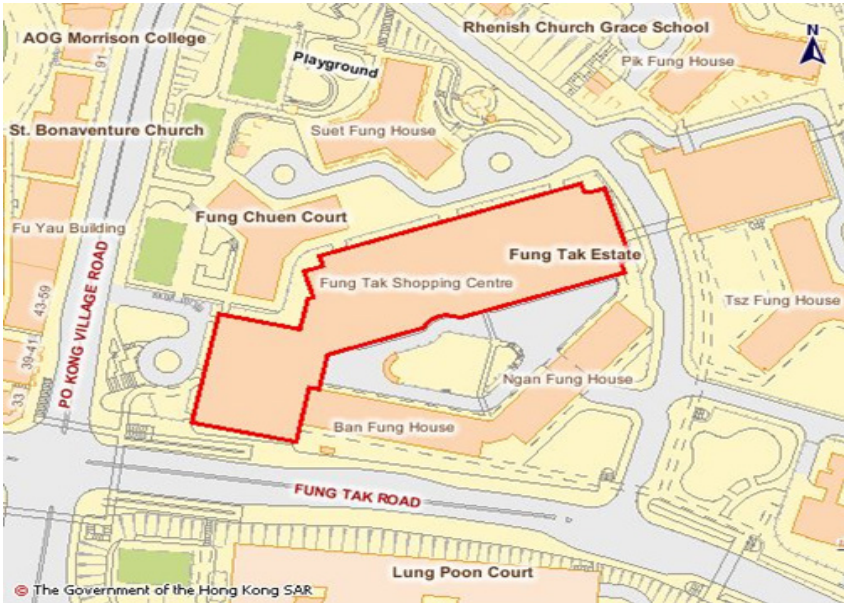 Rhenish Church Grace School
AOG Morrison College
N
Pik Fung House
91
Playground
St. Bonaventure Church
Suet Fung House
Fung Chuen Court
Fu Yau Building
Fung Tak Estate
Fung Tak Shopping Centre
Tsz Fung House
43-59
PO KONG VILLAGE ROAD
39-41
Ngan Fung House
33
Ban Fung House
FUNG TAK ROAD
Lung Poon Court
© The Government of the Hong Kong SAR